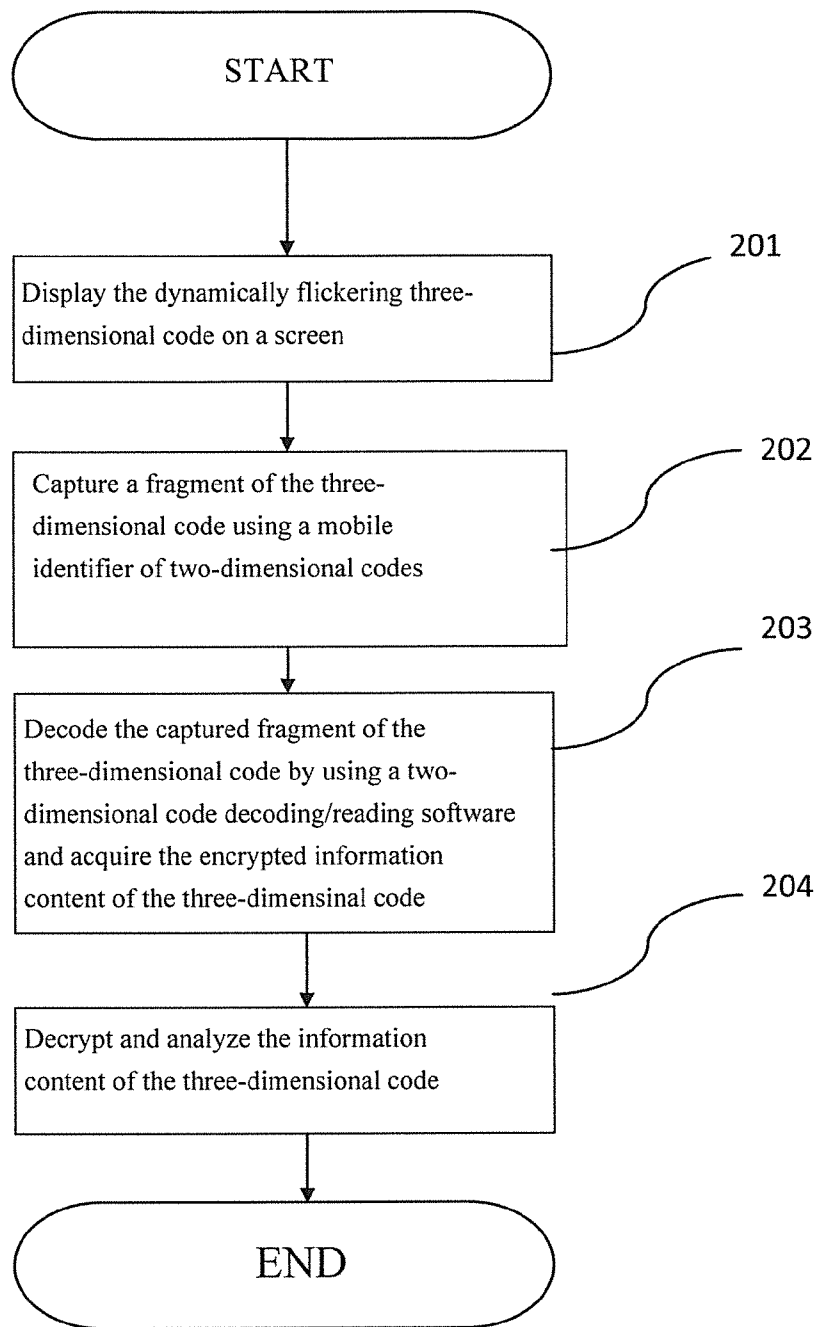 START
201
Display the dynamically flickering three-
dimensional code on a screen
202
Capture a fragment of the three-
dimensional code using a mobile
identifier of two-dimensional codes
203
Decode the captured fragment of the
three-dimensional code by using a two-
dimensional code decoding/reading software
and acquire the encrypted information
content of the three-dimensinal code
204
Decrypt and analyze the information
content of the three-dimensional code
END